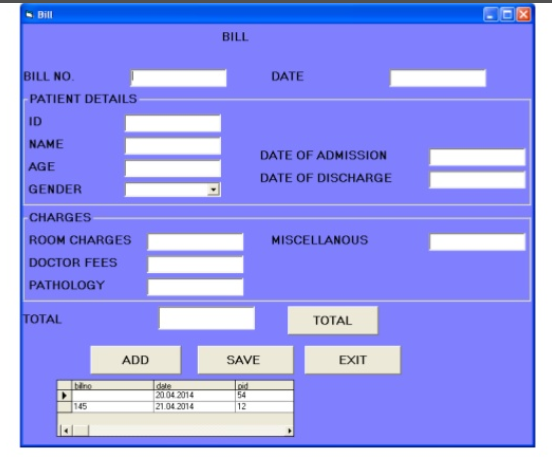 Bill
BILL
BILL NO. DATE
PATIENT DETAILS
ID
NAME
DATE OF ADMISSION
AGE
DATE OF DISCHARGE
GENDER
CHARGES
ROOM CHARGES MISCELLANOUS
DOCTOR FEES
PATHOLOGY
TOTAL TOTAL
ADD SAVE EXIT
billno date pid
20.04.2014 54
145 21.04.2014 12